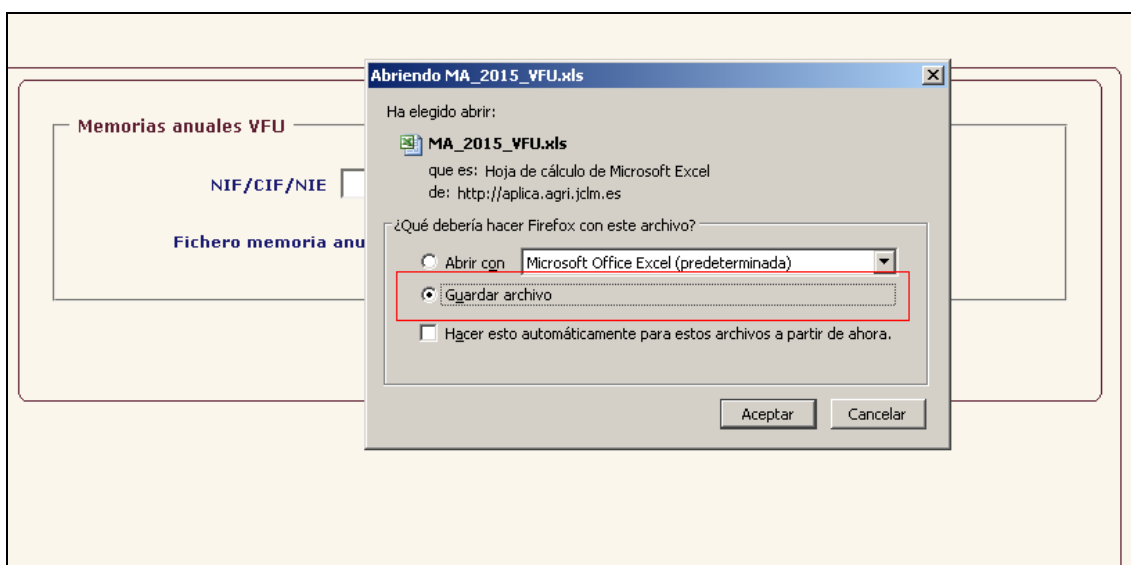 Abriendo MA_2015_VFU.xls
Ha elegido abrir:
MA_2015_VFU.xls
que es: Hoja de cálculo de Microsoft Excel
de: http://aplica.agri.jclm.es
¿Qué debería hacer Firefox con este archivo?
Abrir con Microsoft Office Excel (predeterminada)
Guardar archivo
Hacer esto automáticamente para estos archivos a partir de ahora.
Aceptar Cancelar
Memorias anuales VFU
NIF/CIF/NIE
Fichero memoria anu